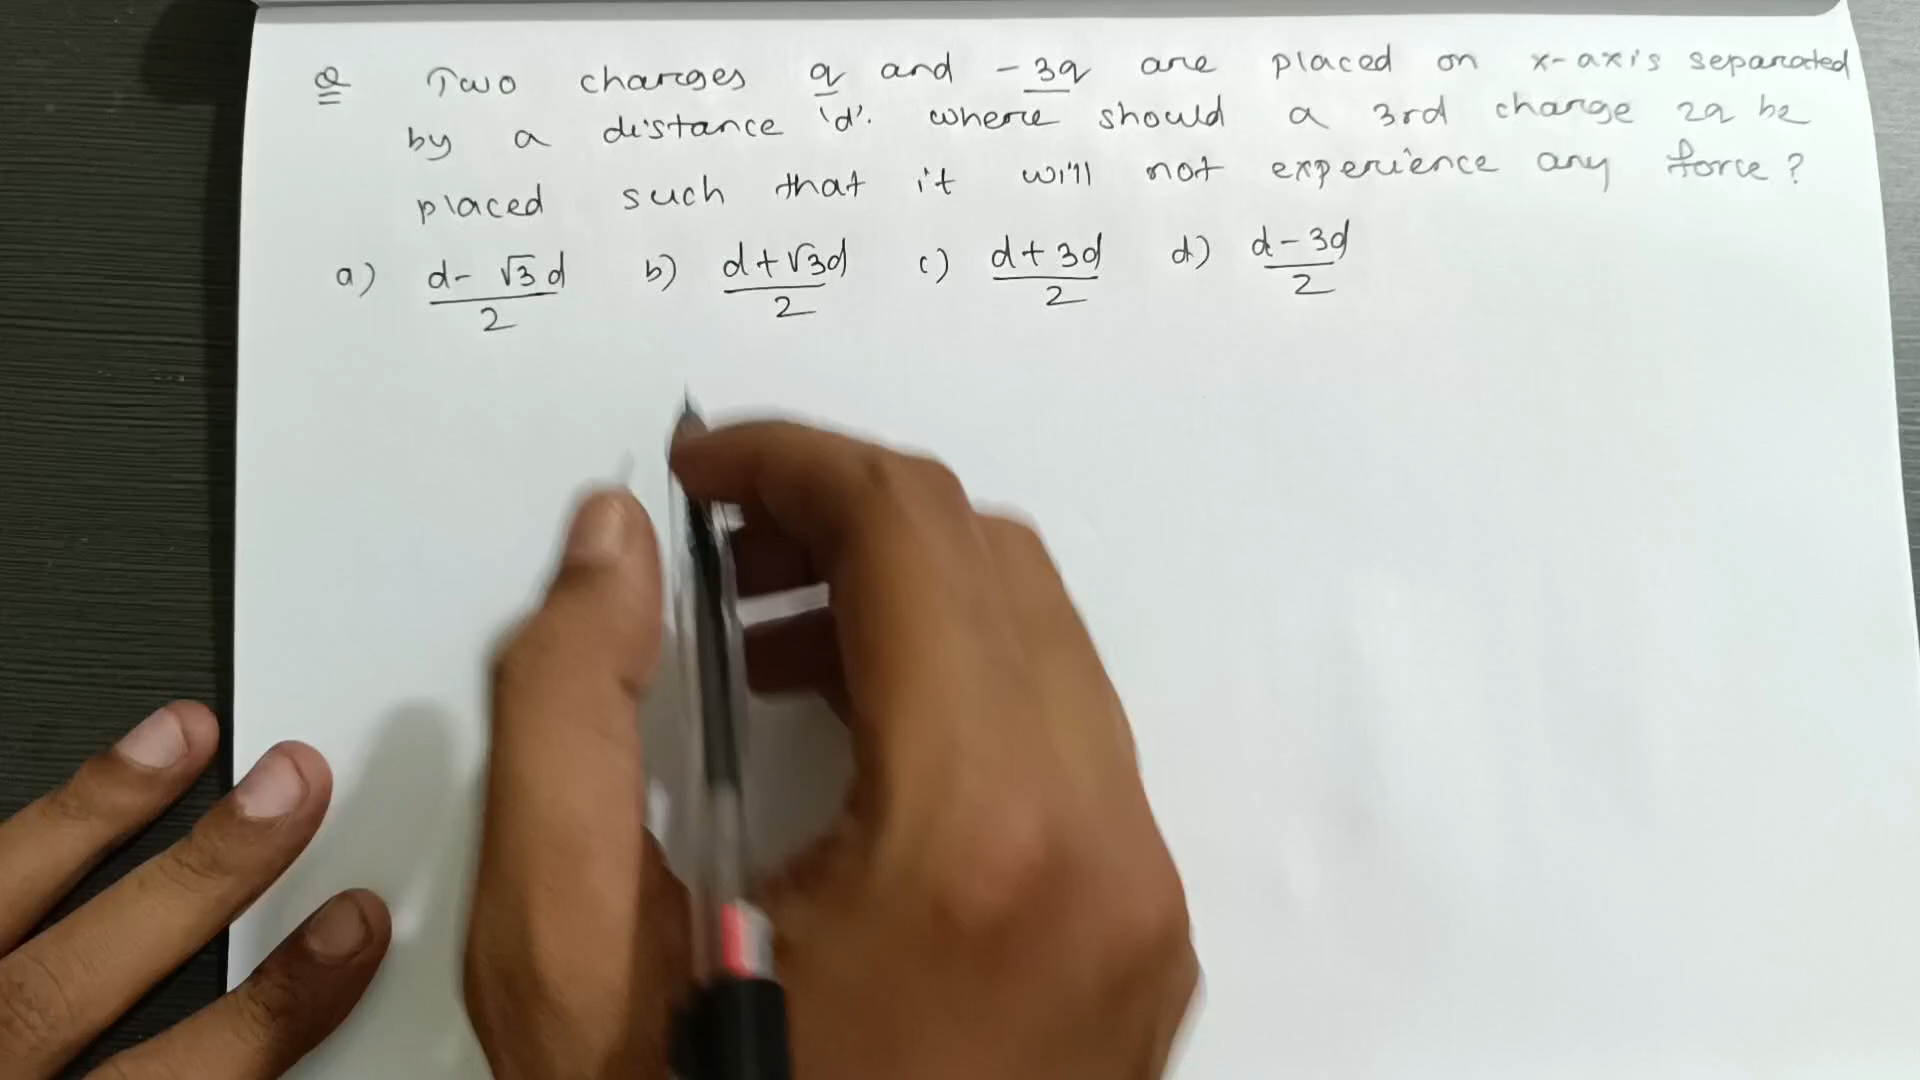 Q Two charges q and -3q are placed on x-axis separated
by a distance 'd'. where should a 3rd charge 2q be
placed such that it will not experience any force?
a) d-√3d/2 b) d+√3d/2 c) d+3d/2 d) d-3d/2